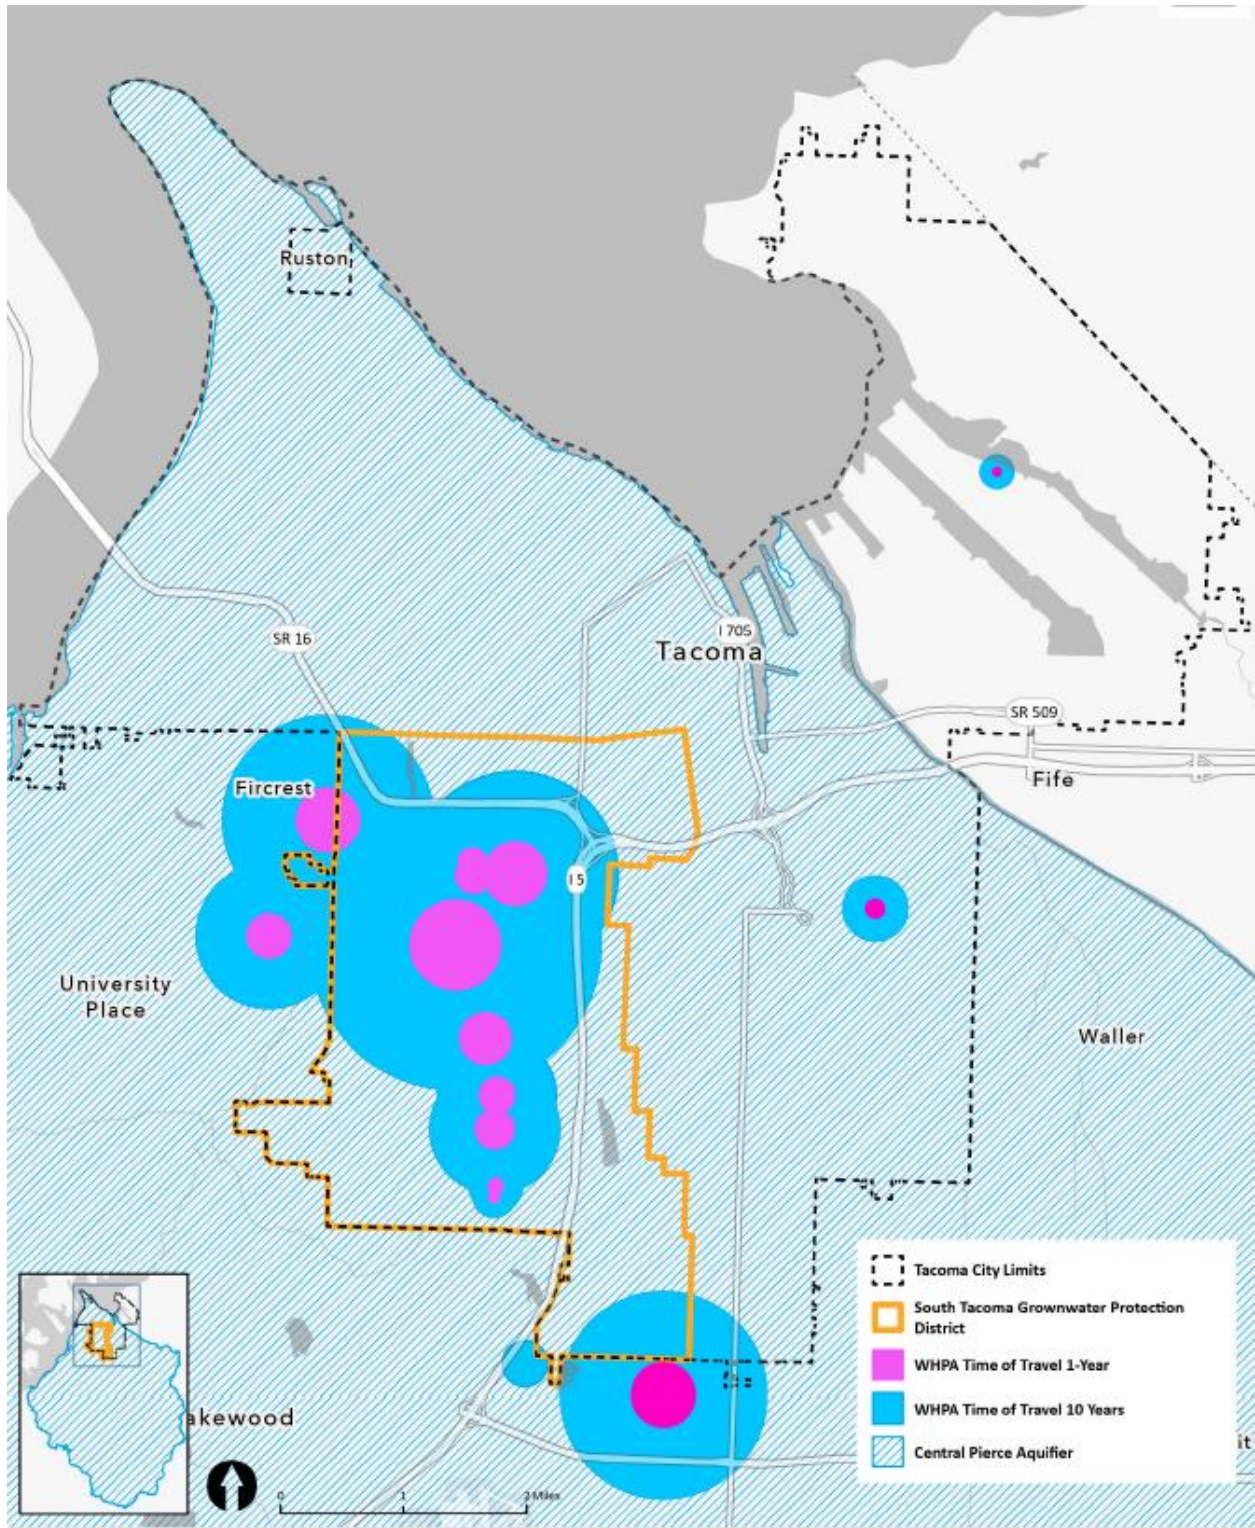 Ruston
SR 16
I 705
Tacoma
SR 509
Fife
Fircrest
I 5
University
Place
Waller
Tacoma City Limits
South Tacoma Grownwater Protection
District
WHPA Time of Travel 1-Year
WHPA Time of Travel 10 Years
Central Pierce Aquifier
akewood
it
0 1 2 Miles